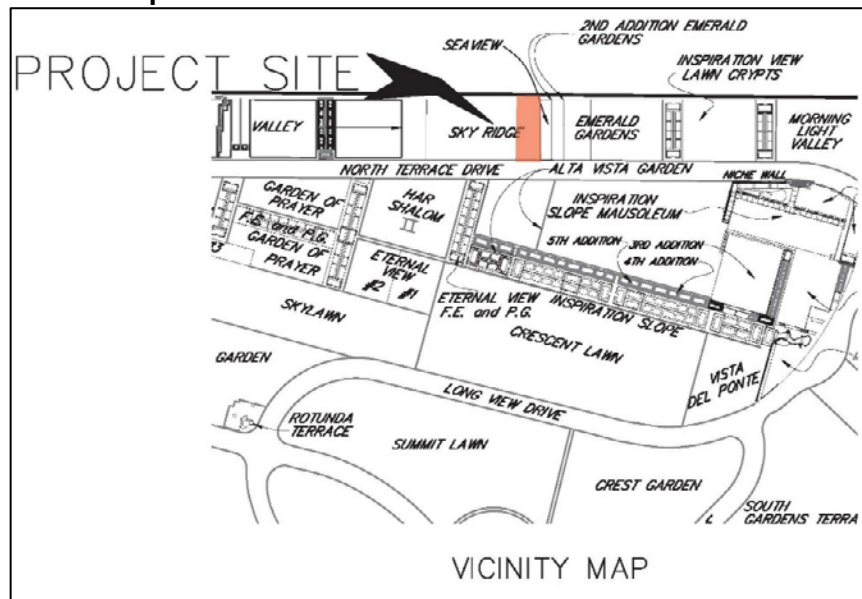 2ND ADDITION EMERALD
GARDENS
SEAVIEW
INSPIRATION VIEW
LAWN CRYPTS
PROJECT SITE
VALLEY
SKY RIDGE
EMERALD
GARDENS
MORNING
LIGHT
VALLEY
NORTH TERRACE DRIVE
ALTA VISTA GARDEN
NICHE WALL
GARDEN OF
PRAYER
HAR
SHALOM
II
INSPIRATION
SLOPE MAUSOLEUM
F.E. and P.G.
GARDEN OF
PRAYER
5TH ADDITION
3RD ADDITION
4TH ADDITION
ETERNAL
VIEW
#2
#1
ETERNAL VIEW
F.E. and P.G.
INSPIRATION SLOPE
SKYLAWN
CRESCENT LAWN
GARDEN
VISTA
DEL PONTE
LONG VIEW DRIVE
ROTUNDA
TERRACE
SUMMIT LAWN
CREST GARDEN
SOUTH
GARDENS TERRA
VICINITY MAP